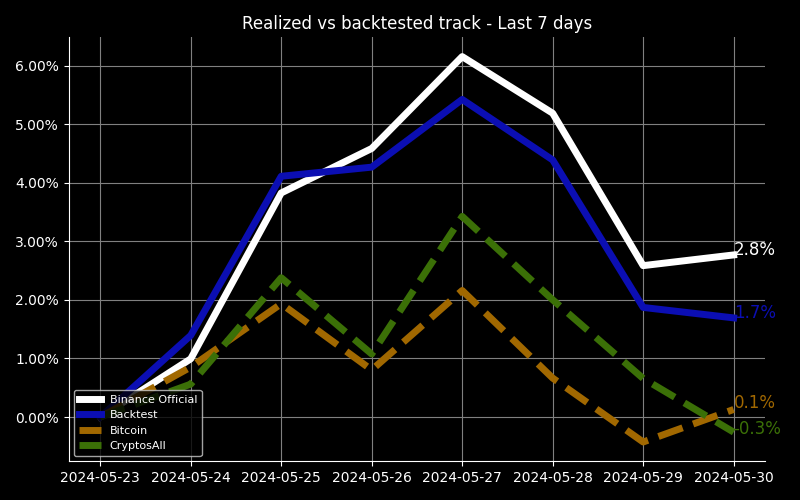 Realized vs backtested track - Last 7 days
6.00%
5.00%
4.00%
3.00%
2.00%
1.00%
0.00%
2.8%
1.7%
0.1%
-0.3%
Binance Official
Backtest
Bitcoin
CryptosAll
2024-05-23 2024-05-24 2024-05-25 2024-05-26 2024-05-27 2024-05-28 2024-05-29 2024-05-30